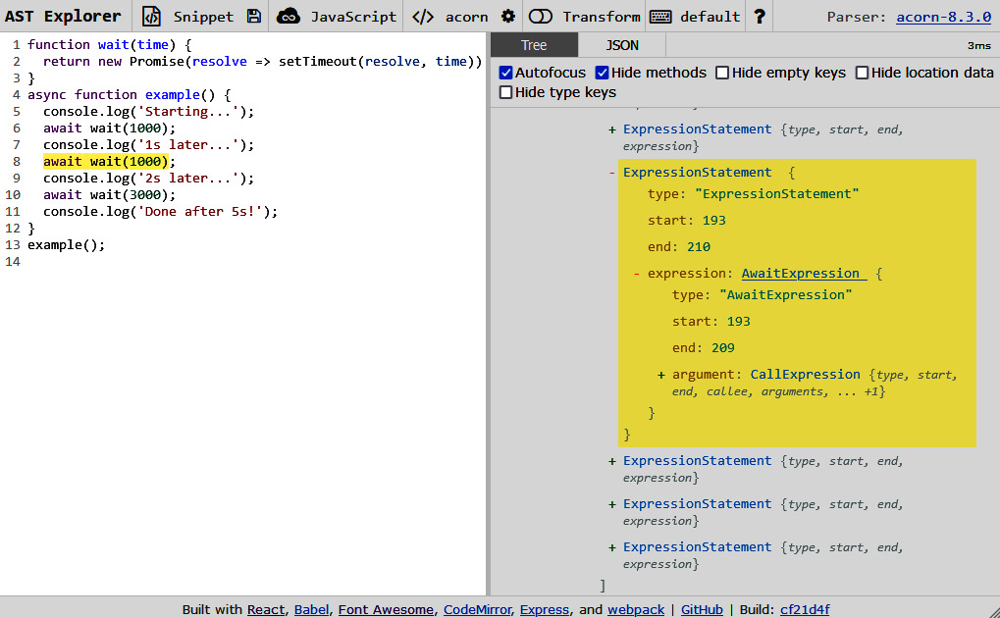 AST Explorer Snippet JavaScript </> acorn Transform default ? Parser: acorn-8.3.0
Tree JSON 3ms
Autofocus Hide methods Hide empty keys Hide location data
Hide type keys
1 function wait(time) {
2   return new Promise(resolve => setTimeout(resolve, time))
3 }
4 async function example() {
5   console.log('Starting...');
6   await wait(1000);
7   console.log('1s later...');
8   await wait(1000);
9   console.log('2s later...');
10   await wait(3000);
11   console.log('Done after 5s!');
12 }
13 example();
14
+ ExpressionStatement {type, start, end,
expression}
- ExpressionStatement {
type: "ExpressionStatement"
start: 193
end: 210
- expression: AwaitExpression {
type: "AwaitExpression"
start: 193
end: 209
+ argument: CallExpression {type, start,
end, callee, arguments, ... +1}
}
}
+ ExpressionStatement {type, start, end,
expression}
+ ExpressionStatement {type, start, end,
expression}
+ ExpressionStatement {type, start, end,
expression}
]
Built with React, Babel, Font Awesome, CodeMirror, Express, and webpack | GitHub | Build: cf21d4f